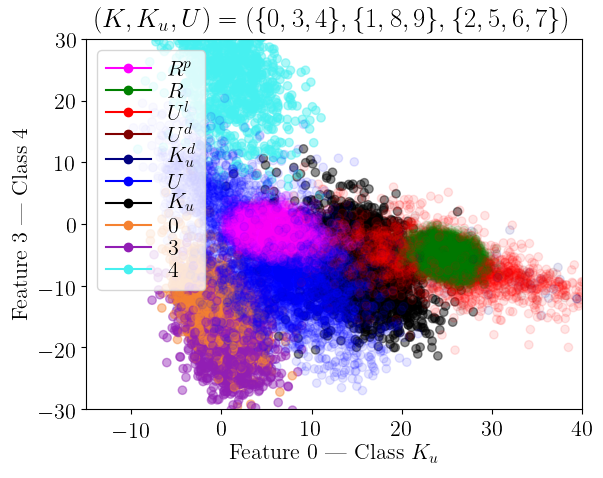 (K, K_u, U) = ({0, 3, 4}, {1, 8, 9}, {2, 5, 6, 7})
30
20
10
0
−10
−20
−30
Feature 3 — Class 4
R^p
R
U^l
U^d
K_u^d
U
K_u
0
3
4
−10
0
10
20
30
40
Feature 0 — Class K_u